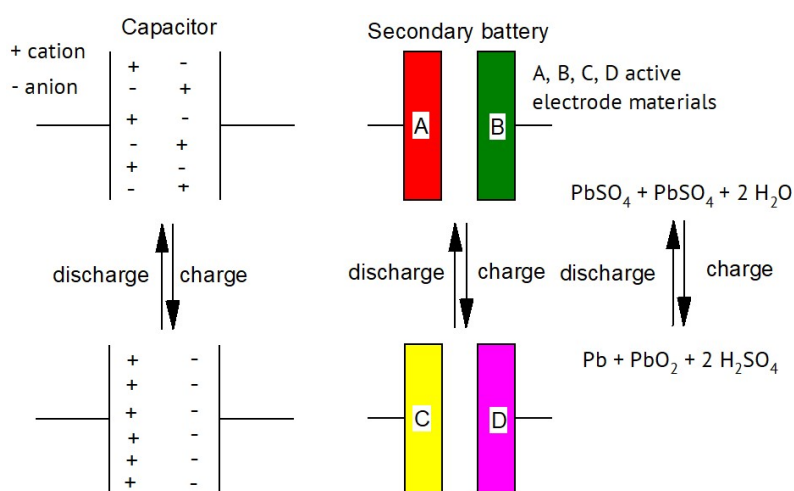 Capacitor
+ cation
- anion
+ -
- +
+ -
- +
+ -
- +
discharge charge
+ -
+ -
+ -
+ -
+ -
+ -
Secondary battery
A, B, C, D active
electrode materials
A B
discharge charge
C D
PbSO₄ + PbSO₄ + 2 H₂O
discharge charge
Pb + PbO₂ + 2 H₂SO₄